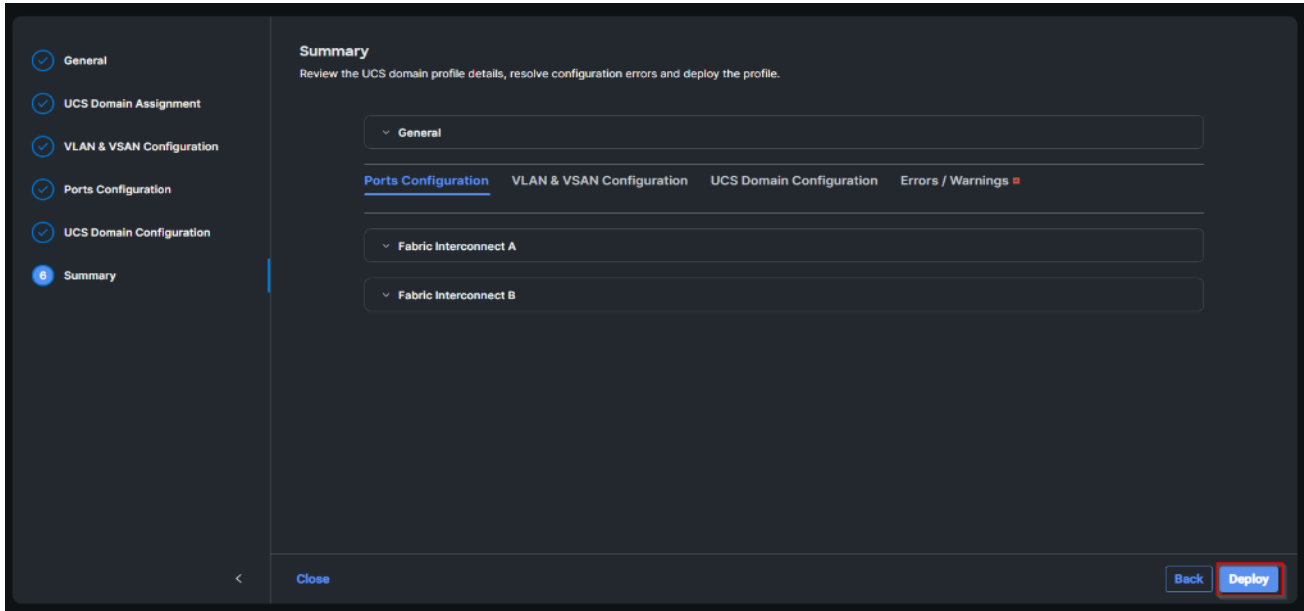 General
UCS Domain Assignment
VLAN & VSAN Configuration
Ports Configuration
UCS Domain Configuration
6 Summary
Summary
Review the UCS domain profile details, resolve configuration errors and deploy the profile.
General
Ports Configuration VLAN & VSAN Configuration UCS Domain Configuration Errors / Warnings
Fabric Interconnect A
Fabric Interconnect B
Close Back Deploy